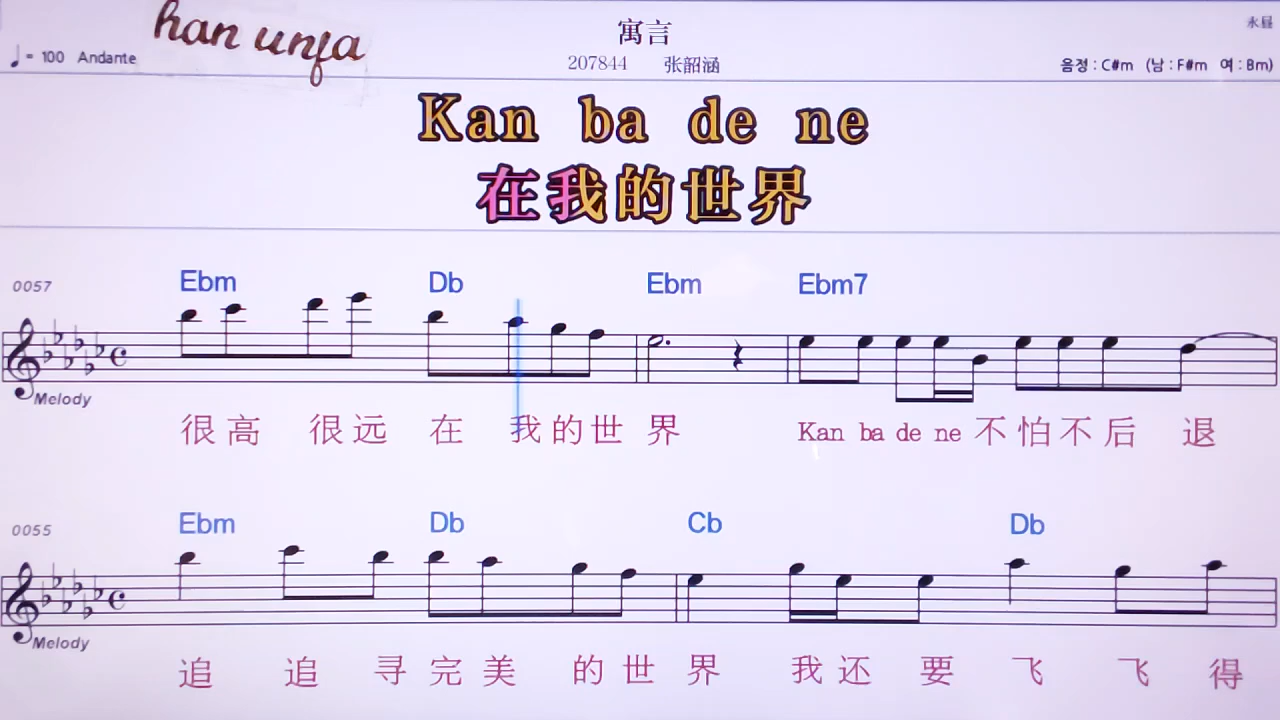 han unfa
寓言
永昼
♩= 100 Andante
207844 张韶涵
음정 : C#m (남 : F#m 여 : Bm)
Kan ba de ne
在我的世界
0057
Ebm Db Ebm Ebm7
Melody
很高 很远 在 我的世 界 Kan ba de ne 不怕不后 退
0055
Ebm Db Cb Db
Melody
追 追 寻完美 的世 界 我还 要 飞 飞 得